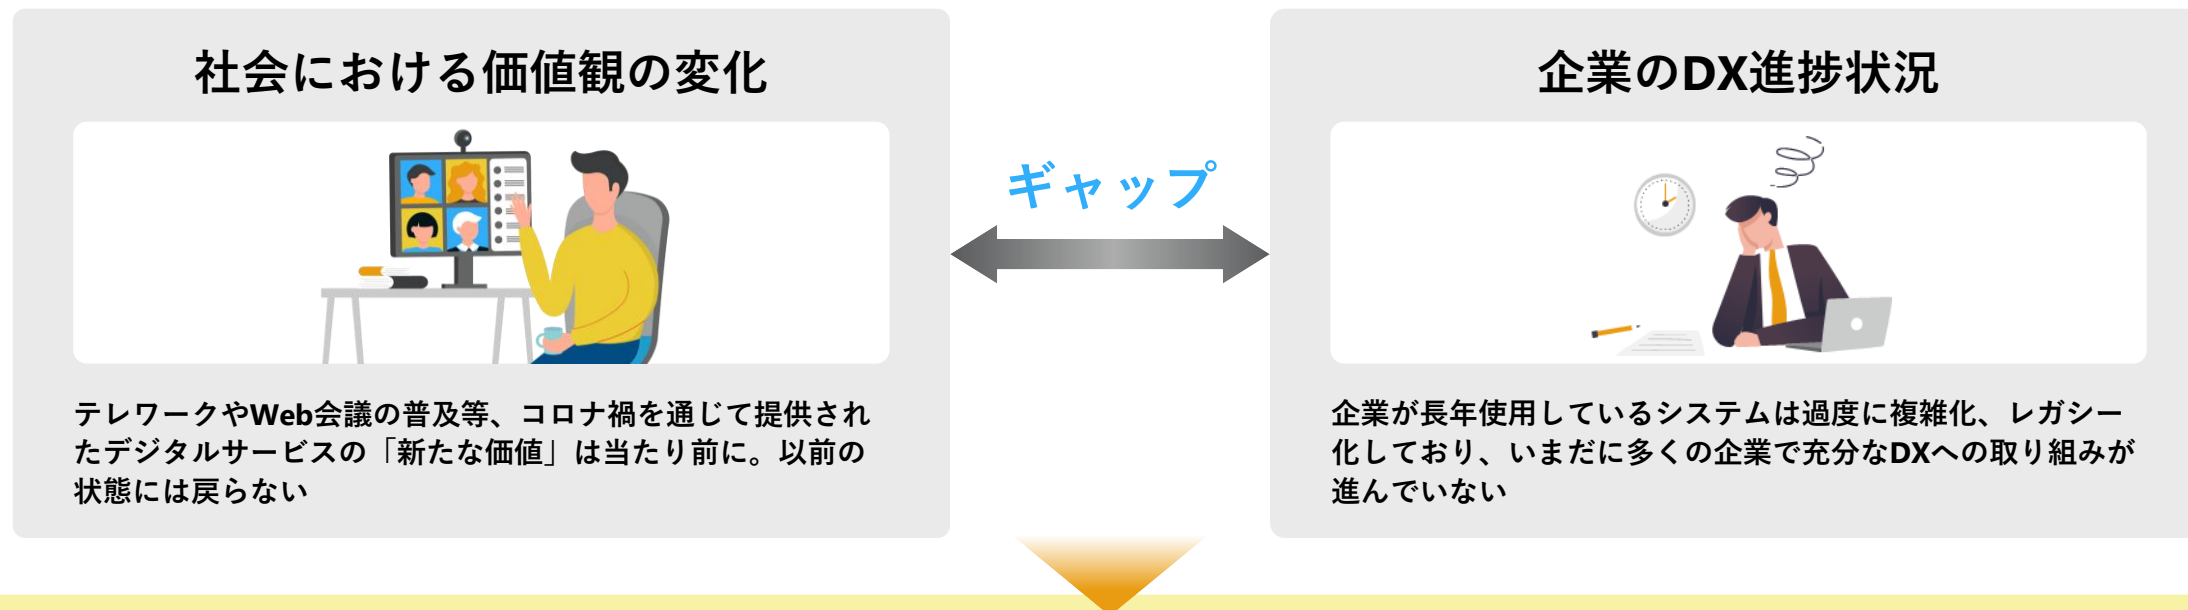 社会における価値観の変化
テレワークやWeb会議の普及等、コロナ禍を通じて提供され
たデジタルサービスの「新たな価値」は当たり前に。以前の
状態には戻らない
ギャップ
企業のDX進捗状況
企業が長年使用しているシステムは過度に複雑化、レガシー
化しており、いまだに多くの企業で充分なDXへの取り組みが
進んでいない